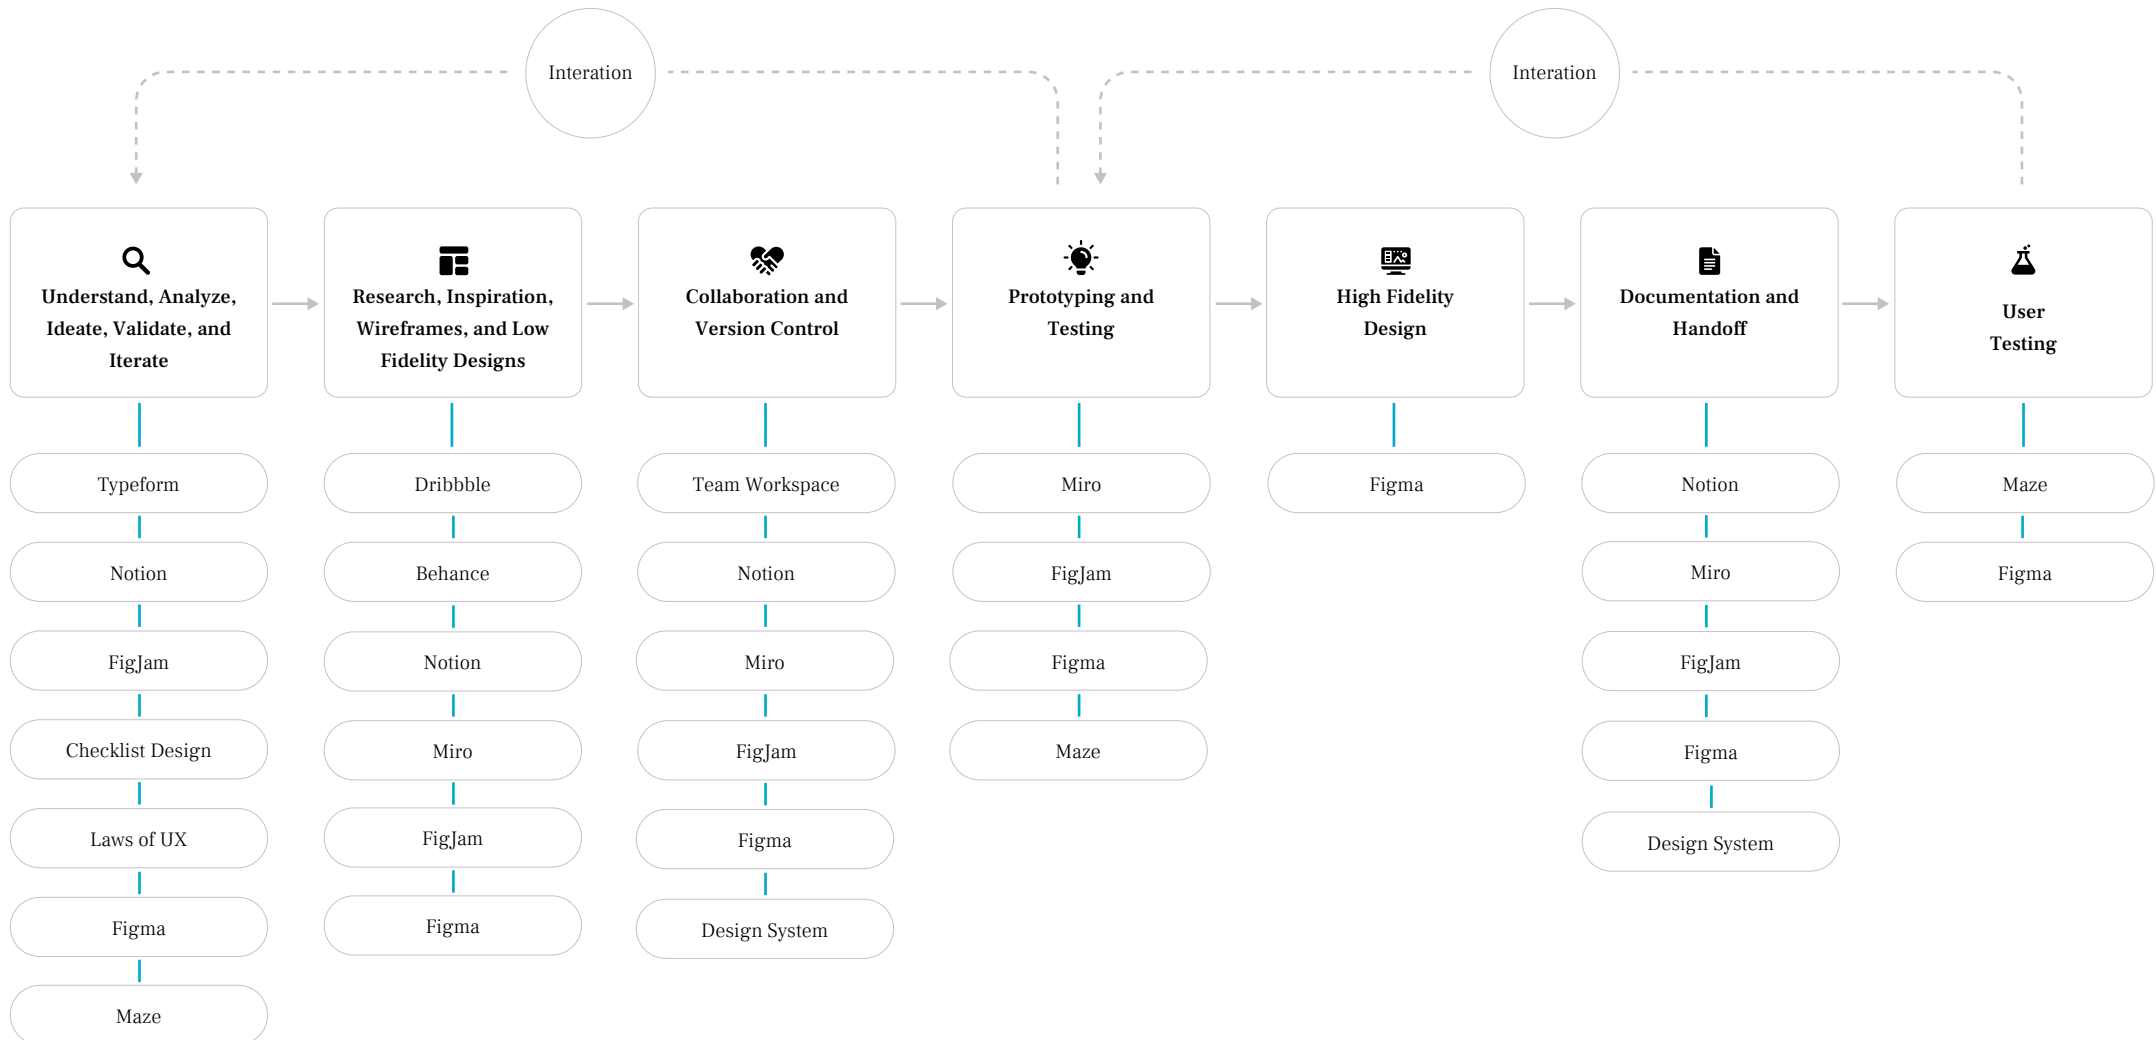 Interation
Interation
Understand, Analyze,
Ideate, Validate, and
Iterate
Research, Inspiration,
Wireframes, and Low
Fidelity Designs
Collaboration and
Version Control
Prototyping and
Testing
High Fidelity
Design
Documentation and
Handoff
User
Testing
Typeform
Notion
FigJam
Checklist Design
Laws of UX
Figma
Maze
Dribbble
Behance
Notion
Miro
FigJam
Figma
Team Workspace
Notion
Miro
FigJam
Figma
Design System
Miro
FigJam
Figma
Maze
Figma
Notion
Miro
FigJam
Figma
Design System
Maze
Figma